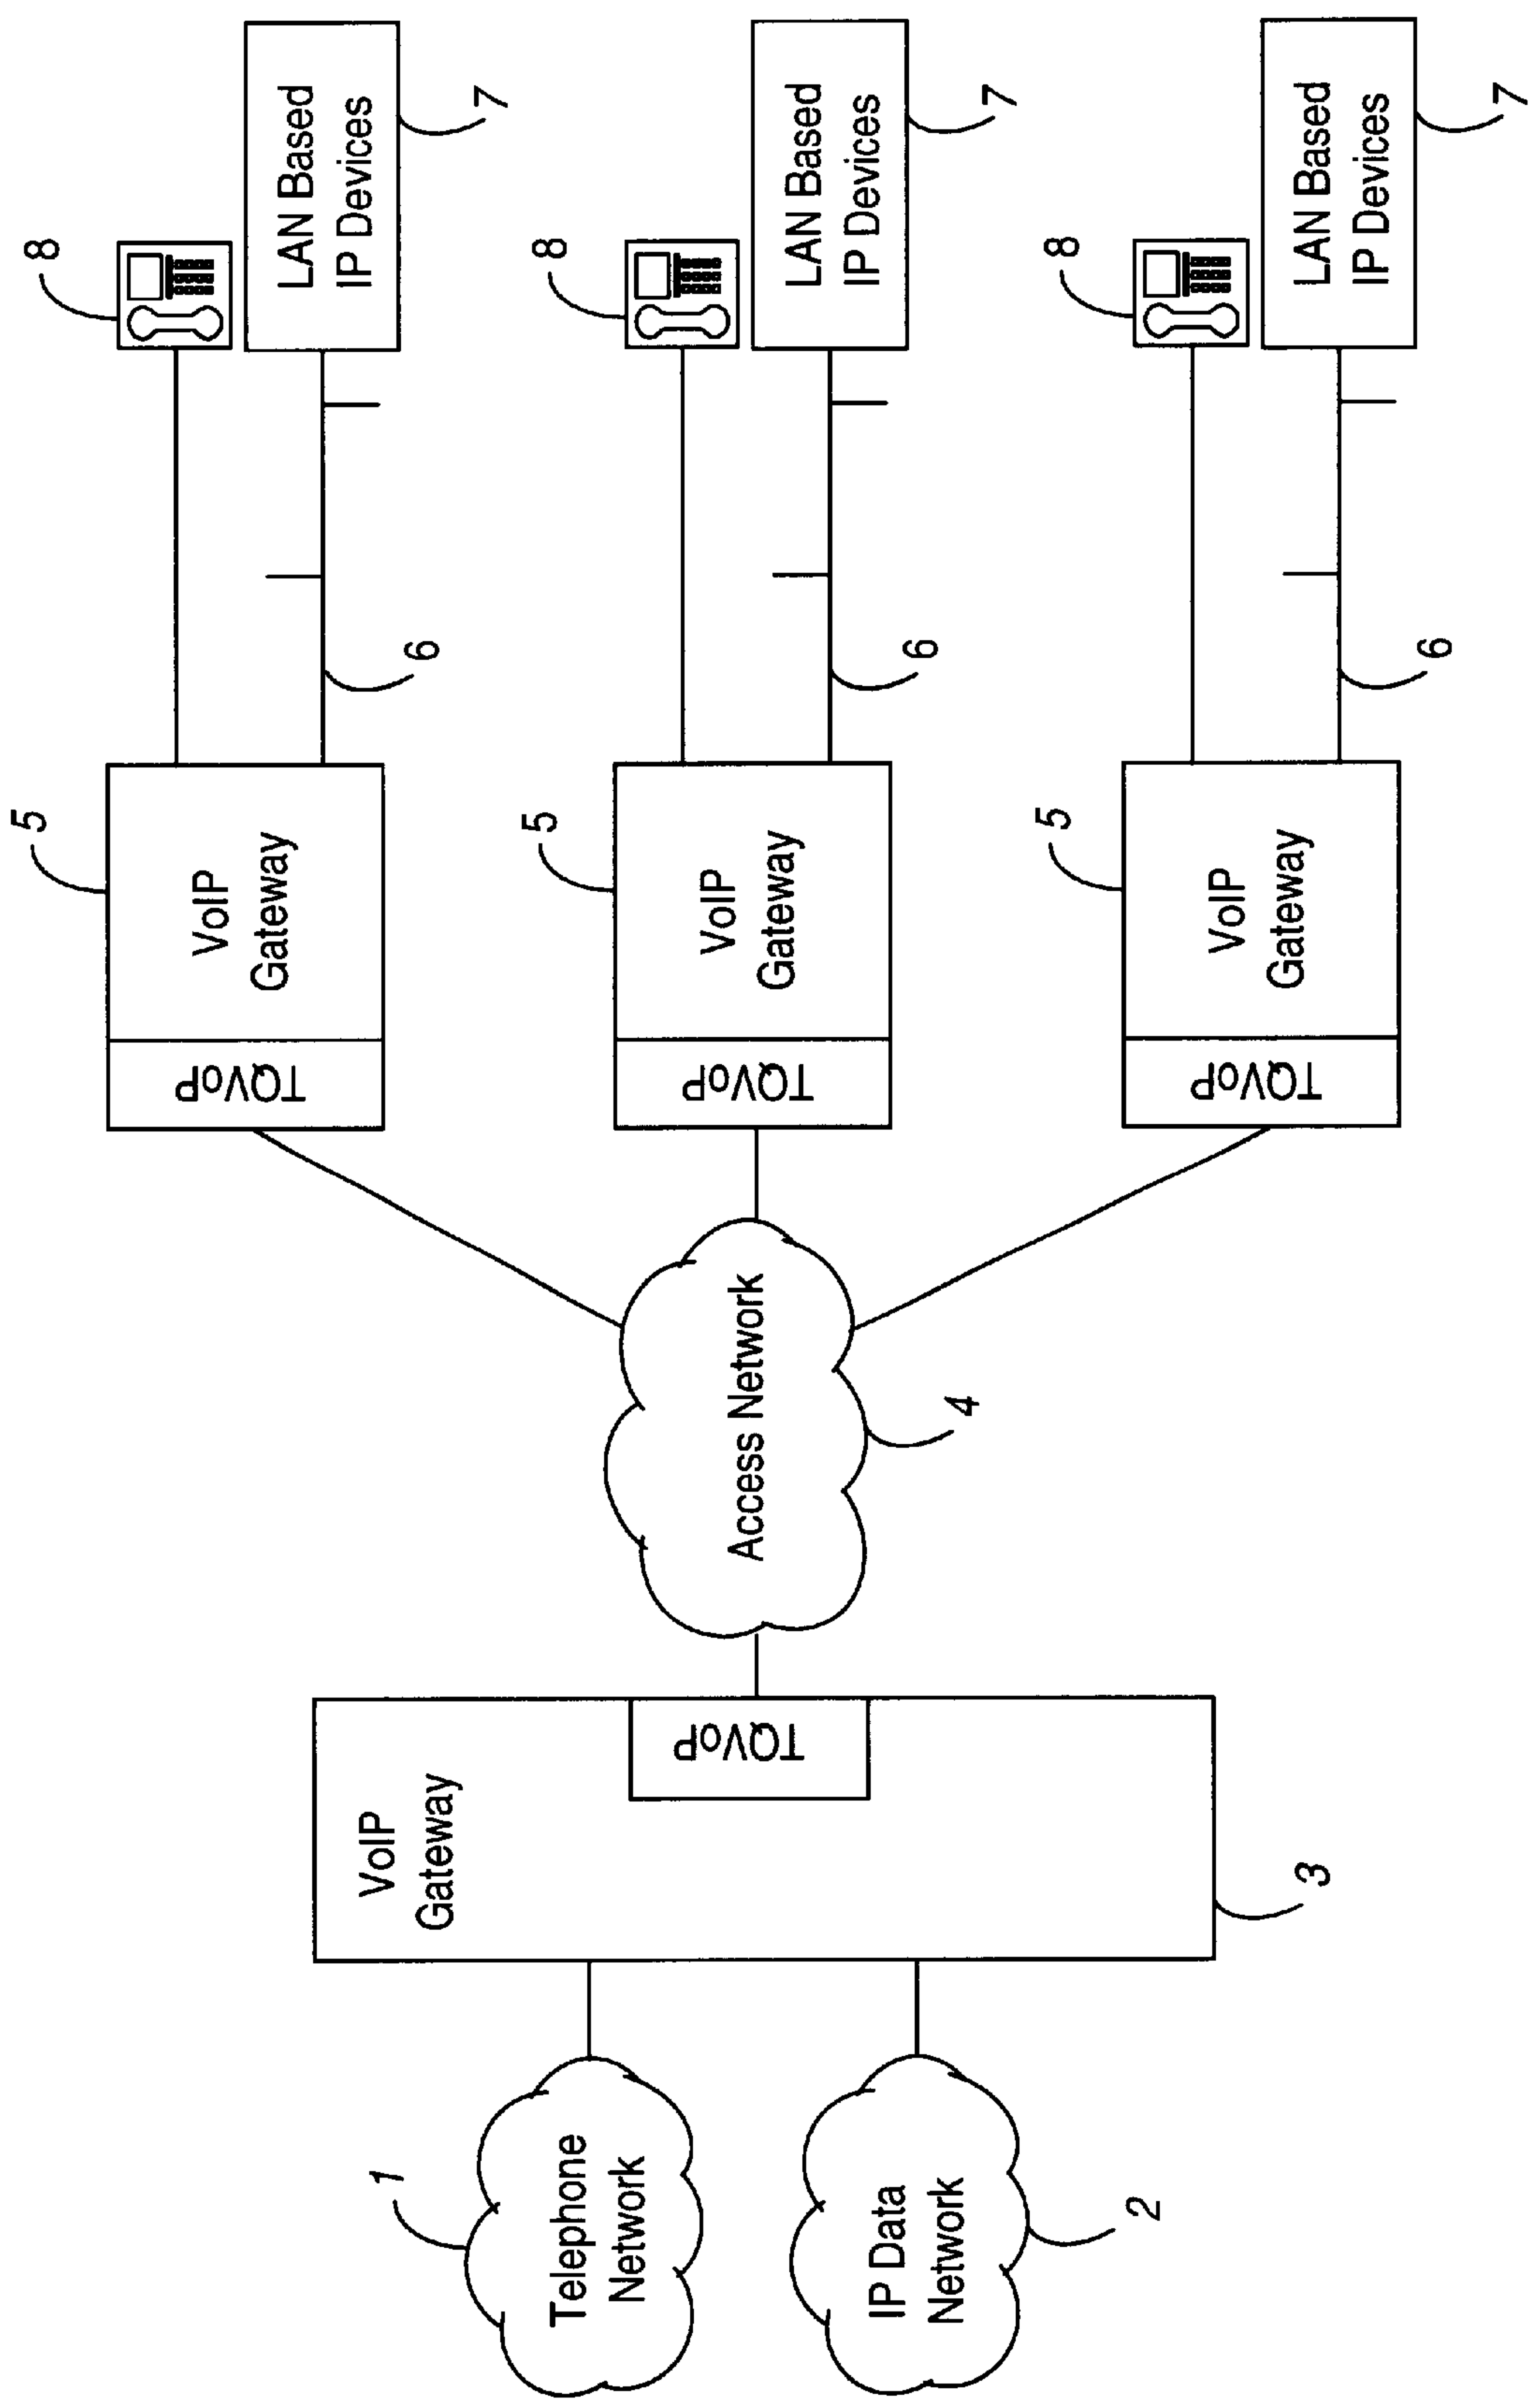 8
LAN Based
IP Devices
7
5
VoIP
Gateway
TQVoP
6
8
LAN Based
IP Devices
7
5
VoIP
Gateway
TQVoP
6
8
LAN Based
IP Devices
7
5
VoIP
Gateway
TQVoP
6
Access Network
4
VoIP
Gateway
TQVoP
3
1
Telephone
Network
IP Data
Network
2